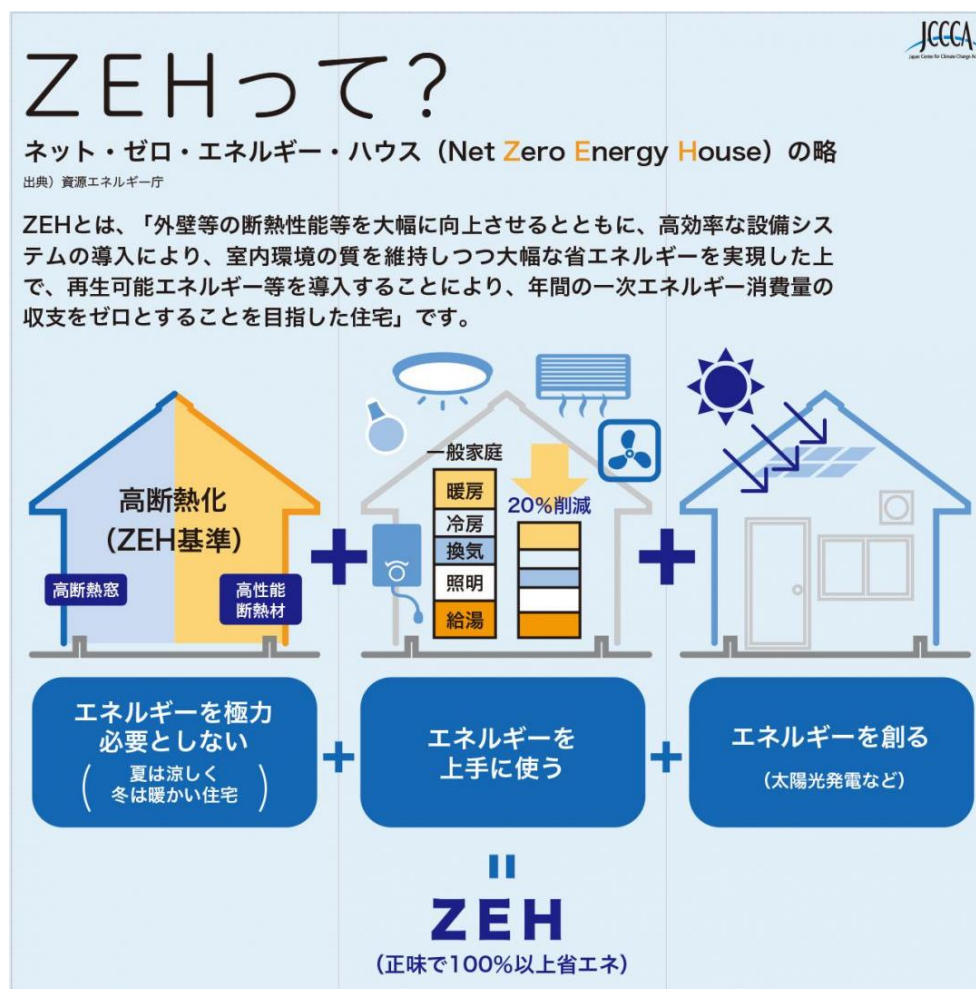 JCCCA
Japan Center for Climate Change Ac
ZEHって?
ネット・ゼロ・エネルギー・ハウス（Net Zero Energy House）の略
出典）資源エネルギー庁
ZEHとは、「外壁等の断熱性能等を大幅に向上させるとともに、高効率な設備シス
テムの導入により、室内環境の質を維持しつつ大幅な省エネルギーを実現した上
で、再生可能エネルギー等を導入することにより、年間の一次エネルギー消費量の
収支をゼロとすることを目指した住宅」です。
高断熱化
（ZEH基準）
高断熱窓
高性能
断熱材
一般家庭
暖房
冷房
換気
照明
給湯
20%削減
エネルギーを極力
必要としない
（夏は涼しく
冬は暖かい住宅）
エネルギーを
上手に使う
エネルギーを創る
（太陽光発電など）
ZEH
（正味で100%以上省エネ）